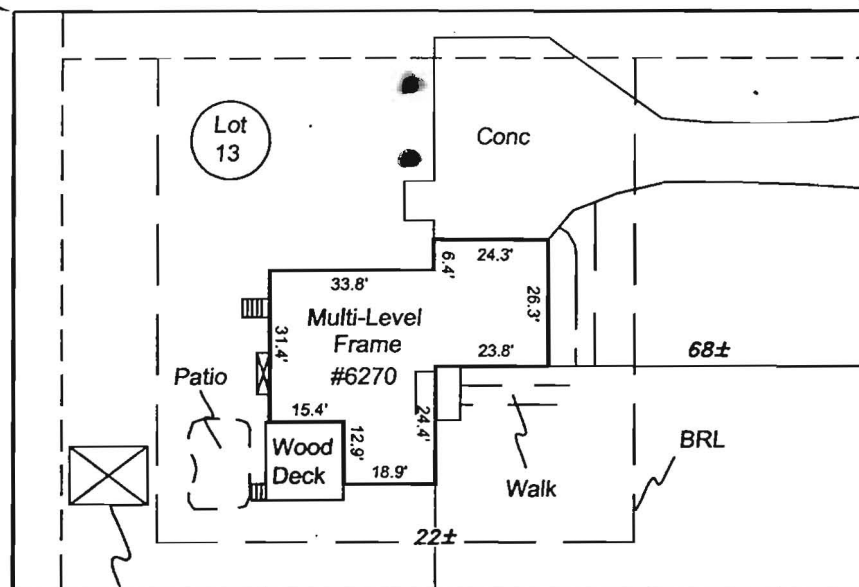 Lot
13
Conc
24.3'
6.4'
33.8'
26.3'
Multi-Level
Frame
#6270
31.4'
23.8'
68±
Patio
15.4'
24.4'
Wood
Deck
12.9'
18.9'
Walk
BRL
22±